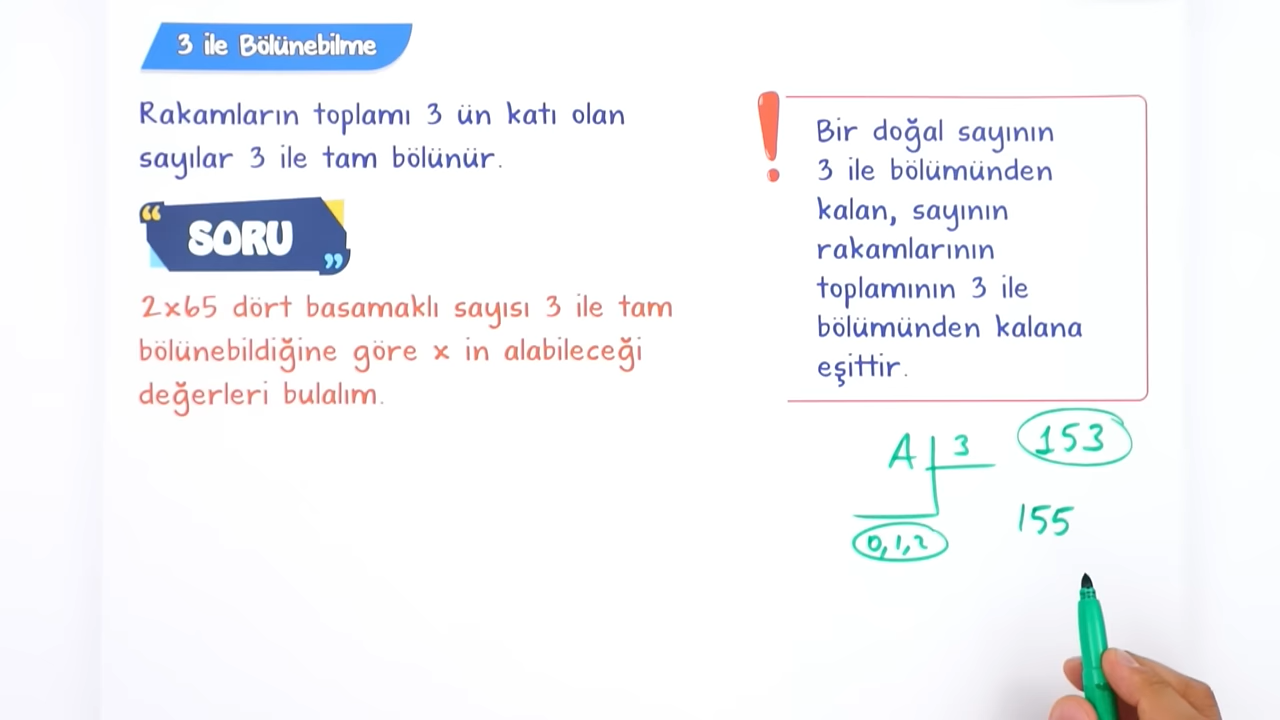 3 ile Bölünebilme
Rakamların toplamı 3 ün katı olan
sayılar 3 ile tam bölünür.
“ SORU ”
2x65 dört basamaklı sayısı 3 ile tam
bölünebildiğine göre x in alabileceği
değerleri bulalım.
!
Bir doğal sayının
3 ile bölümünden
kalan, sayının
rakamlarının
toplamının 3 ile
bölümünden kalana
eşittir.
A 3
0, 1, 2
153
155